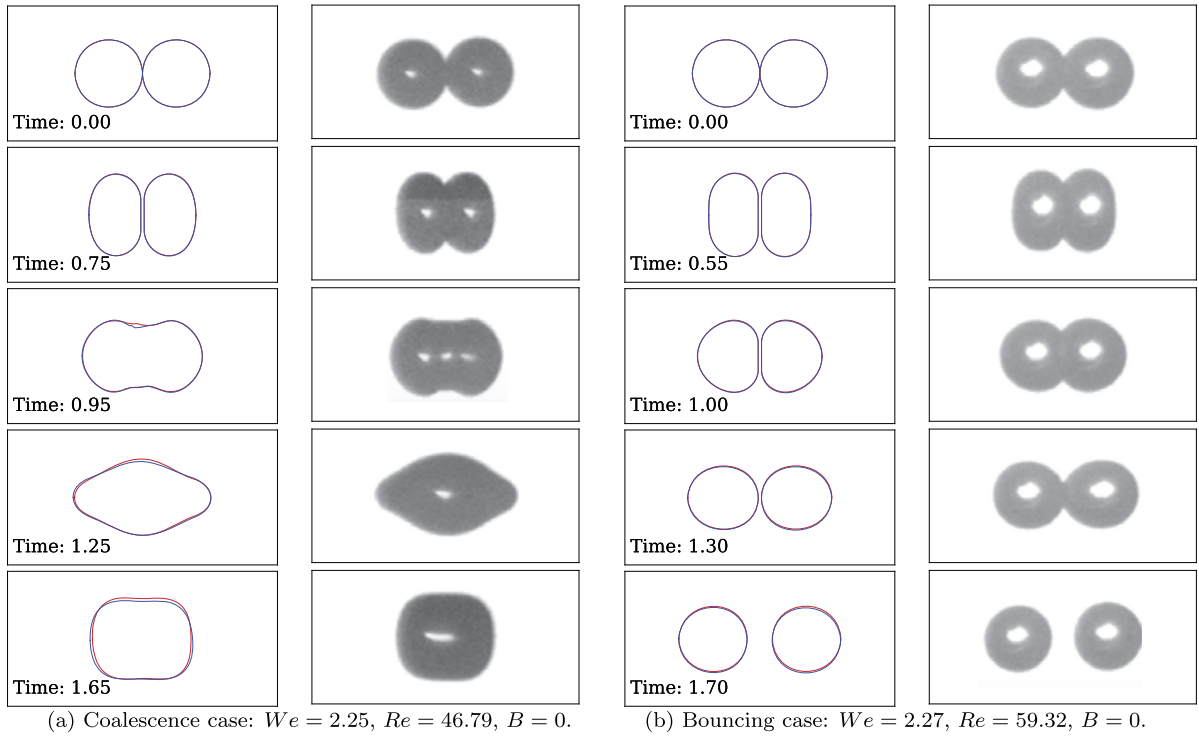 Time: 0.00
Time: 0.75
Time: 0.95
Time: 1.25
Time: 1.65
(a) Coalescence case: We = 2.25, Re = 46.79, B = 0.
Time: 0.00
Time: 0.55
Time: 1.00
Time: 1.30
Time: 1.70
(b) Bouncing case: We = 2.27, Re = 59.32, B = 0.